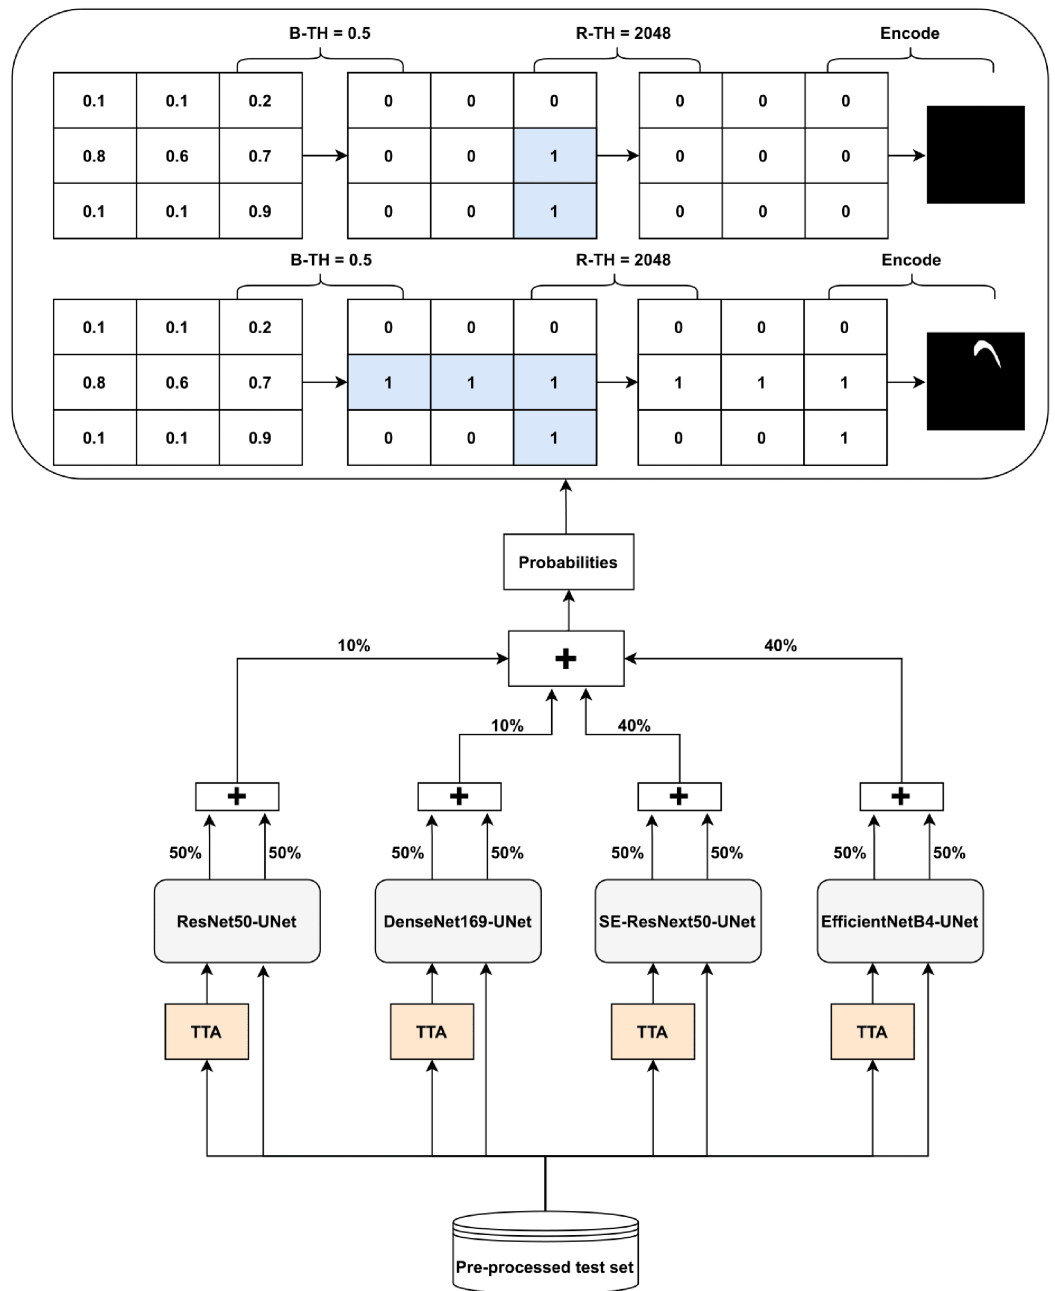 B-TH = 0.5 R-TH = 2048 Encode
0.1 0.1 0.2 0 0 0 0 0 0
0.8 0.6 0.7 0 0 1 0 0 0
0.1 0.1 0.9 0 0 1 0 0 0
B-TH = 0.5 R-TH = 2048 Encode
0.1 0.1 0.2 0 0 0 0 0 0
0.8 0.6 0.7 1 1 1 1 1 1
0.1 0.1 0.9 0 0 1 0 0 1
Probabilities
10% + 40%
10% 40%
+ + + +
50% 50% 50% 50% 50% 50% 50% 50%
ResNet50-UNet DenseNet169-UNet SE-ResNext50-UNet EfficientNetB4-UNet
TTA TTA TTA TTA
Pre-processed test set